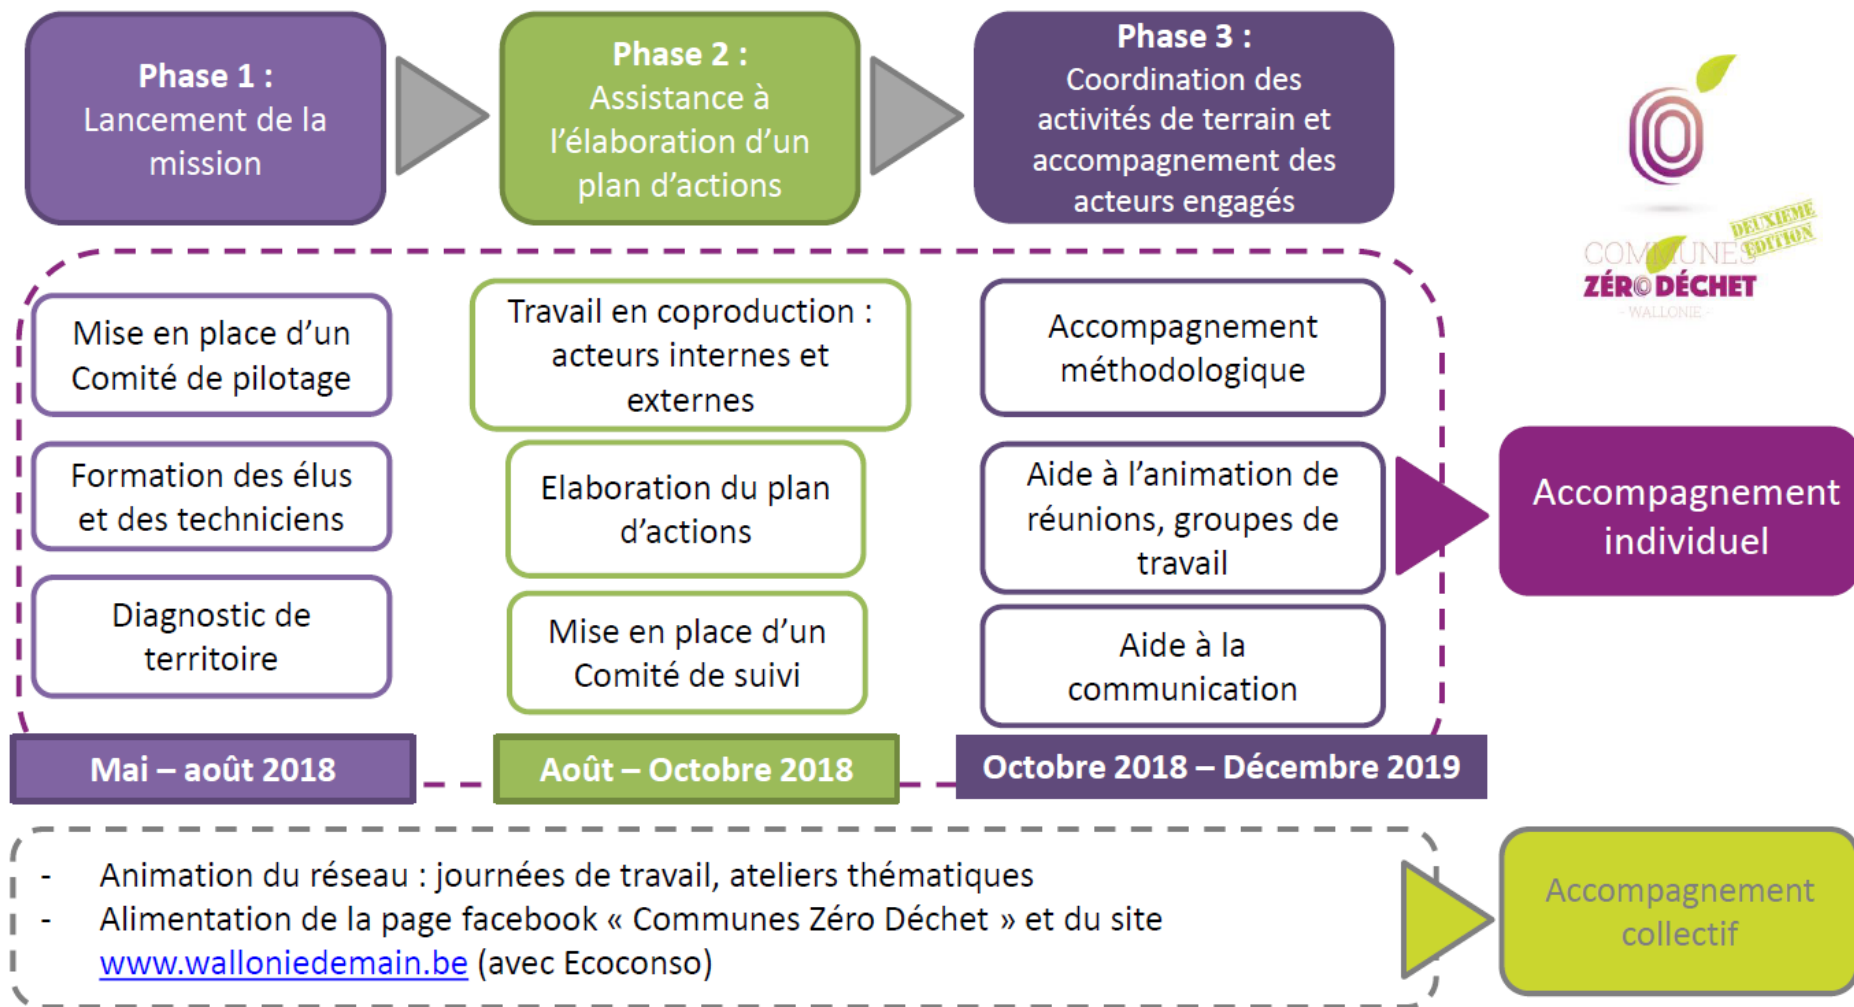 Phase 1 :
Lancement de la
mission
Phase 2 :
Assistance à
l’élaboration d’un
plan d’actions
Phase 3 :
Coordination des
activités de terrain et
accompagnement des
acteurs engagés
DEUXIEME
EDITION
COMMUNES
ZÉRO DÉCHET
- WALLONIE -
Mise en place d’un
Comité de pilotage
Formation des élus
et des techniciens
Diagnostic de
territoire
Mai – août 2018
Travail en coproduction :
acteurs internes et
externes
Elaboration du plan
d’actions
Mise en place d’un
Comité de suivi
Août – Octobre 2018
Accompagnement
méthodologique
Aide à l’animation de
réunions, groupes de
travail
Aide à la
communication
Octobre 2018 – Décembre 2019
Accompagnement
individuel
- Animation du réseau : journées de travail, ateliers thématiques
- Alimentation de la page facebook « Communes Zéro Déchet » et du site
www.walloniedemain.be (avec Ecoconso)
Accompagnement
collectif